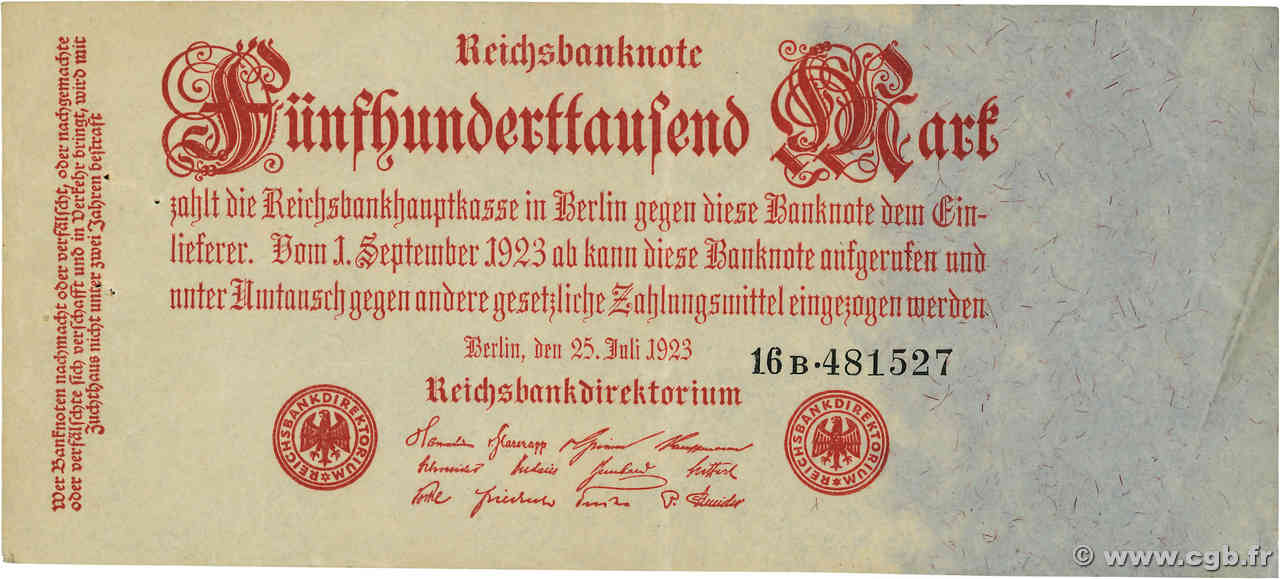 Reichsbanknote
Fünfhunderttausend Mark
zahlt die Reichsbankhauptkasse in Berlin gegen diese Banknote dem Ein-
lieferer. Vom 1. September 1923 ab kann diese Banknote aufgerufen und
unter Umtausch gegen andere gesetzliche Zahlungsmittel eingezogen werden
Berlin, den 25. Juli 1923
16B·481527
Reichsbankdirektorium
REICHSBANKDIREKTORIUM
REICHSBANKDIREKTORIUM
Wer Banknoten nachmacht oder verfälscht, oder nachgemachte
oder verfälschte sich verschafft und in Verkehr bringt, wird mit
Zuchthaus nicht unter zwei Jahren bestraft
© www.cgb.fr